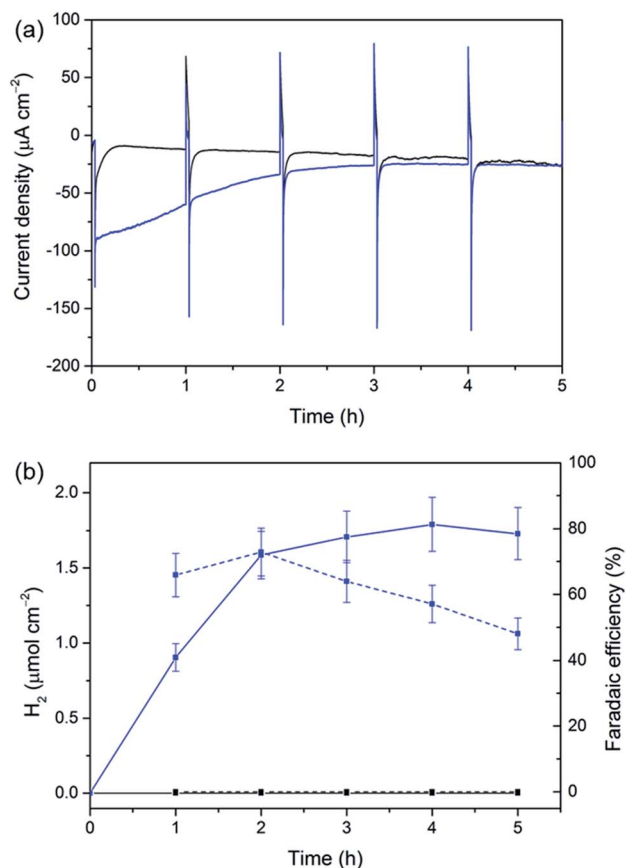 (a)
Current density (μA cm⁻²)
100
50
0
-50
-100
-150
-200
0 1 2 3 4 5
Time (h)
(b)
H₂ (μmol cm⁻²)
2.0
1.5
1.0
0.5
0.0
100
80
60
40
20
0
Faradaic efficiency (%)
0 1 2 3 4 5
Time (h)